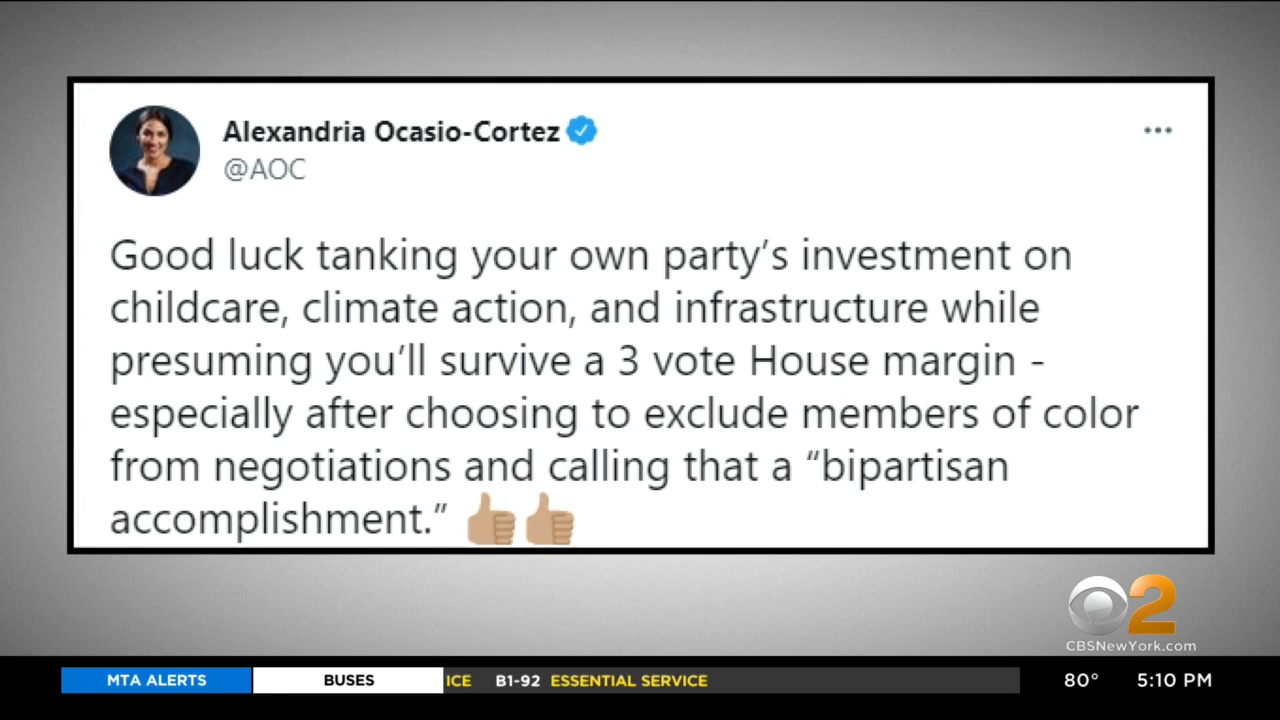 Alexandria Ocasio-Cortez
@AOC
Good luck tanking your own party’s investment on
childcare, climate action, and infrastructure while
presuming you’ll survive a 3 vote House margin -
especially after choosing to exclude members of color
from negotiations and calling that a “bipartisan
accomplishment.” 👍🏽👍🏽
2
CBSNewYork.com
MTA ALERTS BUSES ICE B1-92 ESSENTIAL SERVICE 80° 5:10 PM